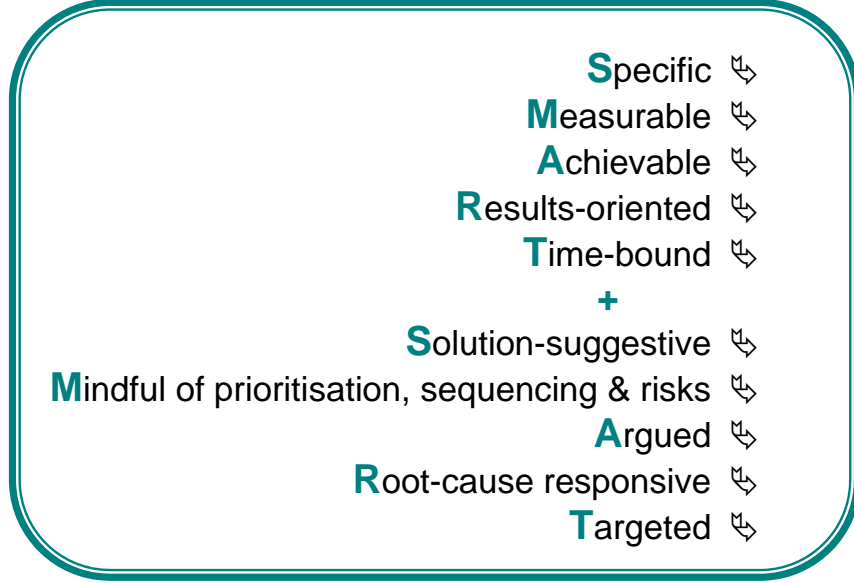 Specific ↳
Measurable ↳
Achievable ↳
Results-oriented ↳
Time-bound ↳
+
Solution-suggestive ↳
Mindful of prioritisation, sequencing & risks ↳
Argued ↳
Root-cause responsive ↳
Targeted ↳